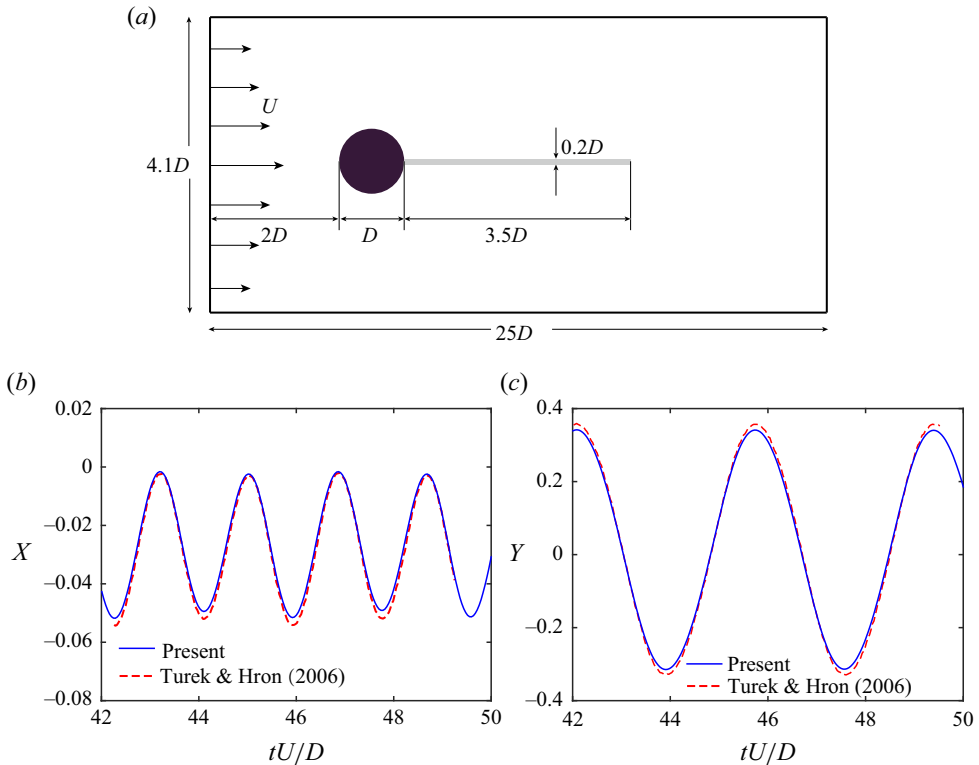 (a)
U
4.1D
0.2D
2D
D
3.5D
25D
(b)
0.02
0
–0.02
–0.04
–0.06
–0.08
X
Present
Turek & Hron (2006)
42 44 46 48 50
tU/D
(c)
0.4
0.2
0
–0.2
–0.4
Y
Present
Turek & Hron (2006)
42 44 46 48 50
tU/D